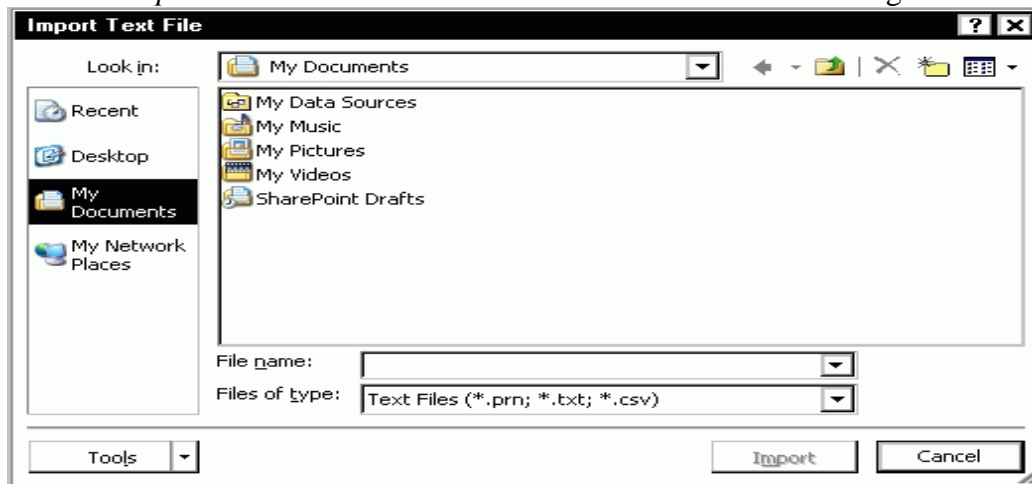 Import Text File
? X
Look in:
My Documents
Recent
Desktop
My
Documents
My Network
Places
My Data Sources
My Music
My Pictures
My Videos
SharePoint Drafts
File name:
Files of type:
Text Files (*.prn; *.txt; *.csv)
Tools
Import
Cancel